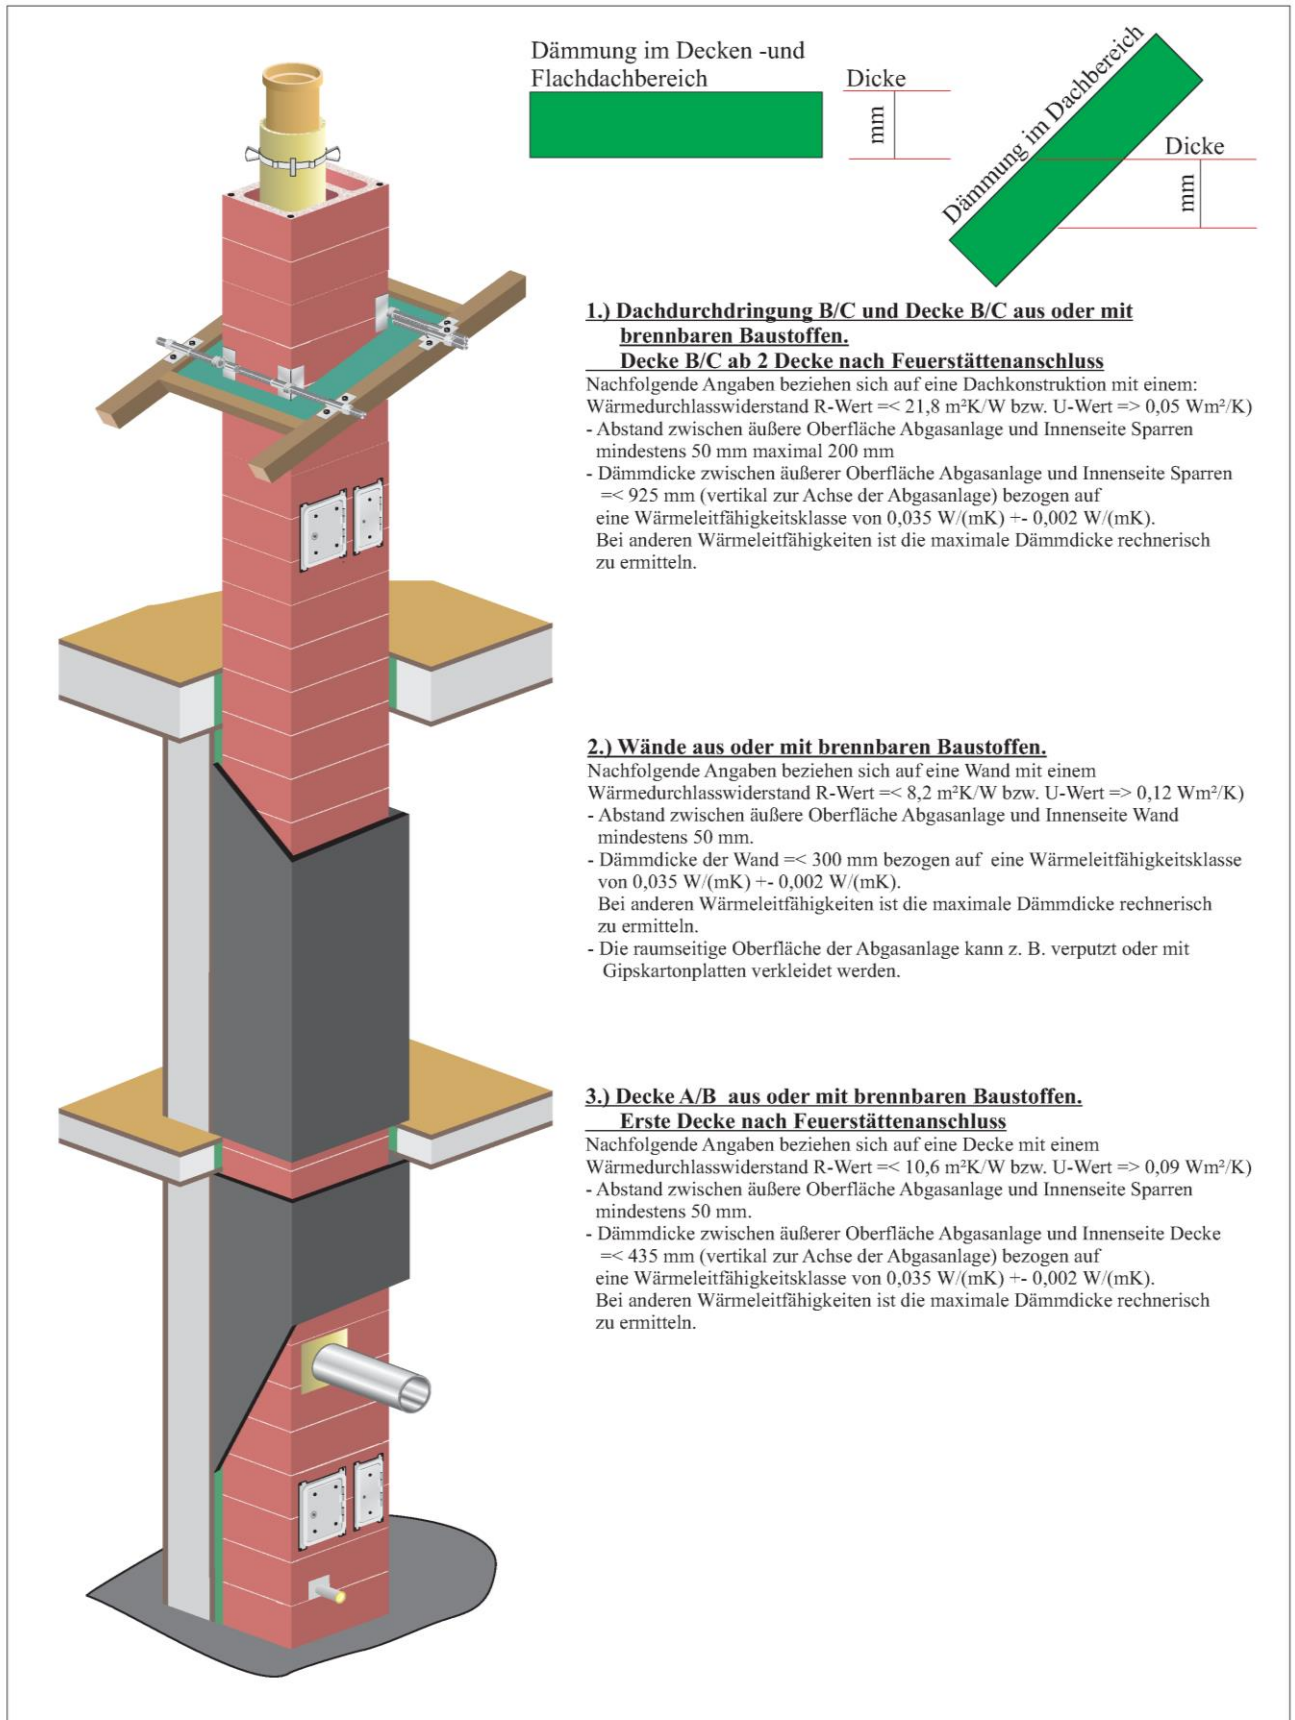 Dämmung im Decken -und
Flachdachbereich
Dicke
mm
Dämmung im Dachbereich
Dicke
mm
1.) Dachdurchdringung B/C und Decke B/C aus oder mit
brennbaren Baustoffen.
Decke B/C ab 2 Decke nach Feuerstättenanschluss
Nachfolgende Angaben beziehen sich auf eine Dachkonstruktion mit einem:
Wärmedurchlasswiderstand R-Wert =< 21,8 m²K/W bzw. U-Wert => 0,05 Wm²/K)
- Abstand zwischen äußere Oberfläche Abgasanlage und Innenseite Sparren
mindestens 50 mm maximal 200 mm
- Dämmdicke zwischen äußerer Oberfläche Abgasanlage und Innenseite Sparren
=< 925 mm (vertikal zur Achse der Abgasanlage) bezogen auf
eine Wärmeleitfähigkeitsklasse von 0,035 W/(mK) +- 0,002 W/(mK).
Bei anderen Wärmeleitfähigkeiten ist die maximale Dämmdicke rechnerisch
zu ermitteln.
2.) Wände aus oder mit brennbaren Baustoffen.
Nachfolgende Angaben beziehen sich auf eine Wand mit einem
Wärmedurchlasswiderstand R-Wert =< 8,2 m²K/W bzw. U-Wert => 0,12 Wm²/K)
- Abstand zwischen äußere Oberfläche Abgasanlage und Innenseite Wand
mindestens 50 mm.
- Dämmdicke der Wand =< 300 mm bezogen auf eine Wärmeleitfähigkeitsklasse
von 0,035 W/(mK) +- 0,002 W/(mK).
Bei anderen Wärmeleitfähigkeiten ist die maximale Dämmdicke rechnerisch
zu ermitteln.
- Die raumseitige Oberfläche der Abgasanlage kann z. B. verputzt oder mit
Gipskartonplatten verkleidet werden.
3.) Decke A/B aus oder mit brennbaren Baustoffen.
Erste Decke nach Feuerstättenanschluss
Nachfolgende Angaben beziehen sich auf eine Decke mit einem
Wärmedurchlasswiderstand R-Wert =< 10,6 m²K/W bzw. U-Wert => 0,09 Wm²/K)
- Abstand zwischen äußere Oberfläche Abgasanlage und Innenseite Sparren
mindestens 50 mm.
- Dämmdicke zwischen äußerer Oberfläche Abgasanlage und Innenseite Decke
=< 435 mm (vertikal zur Achse der Abgasanlage) bezogen auf
eine Wärmeleitfähigkeitsklasse von 0,035 W/(mK) +- 0,002 W/(mK).
Bei anderen Wärmeleitfähigkeiten ist die maximale Dämmdicke rechnerisch
zu ermitteln.